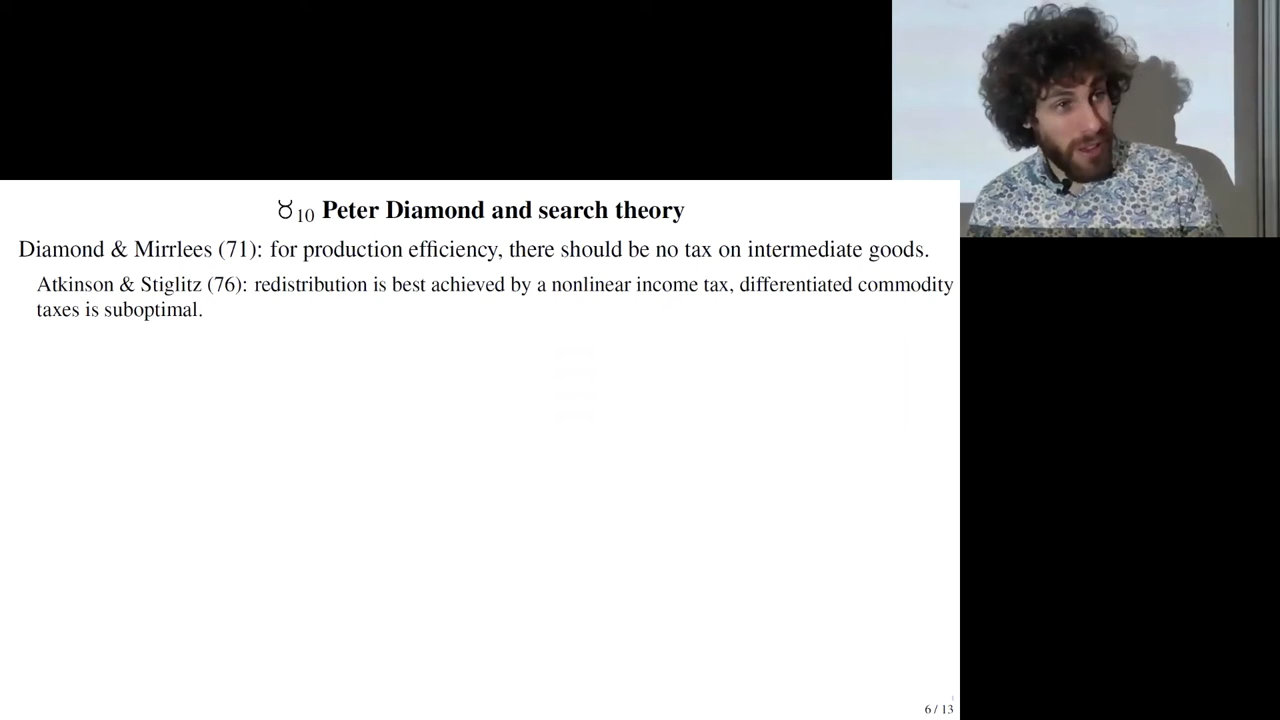 ♉10 Peter Diamond and search theory
Diamond & Mirrlees (71): for production efficiency, there should be no tax on intermediate goods.
Atkinson & Stiglitz (76): redistribution is best achieved by a nonlinear income tax, differentiated commodity
taxes is suboptimal.
6 / 13